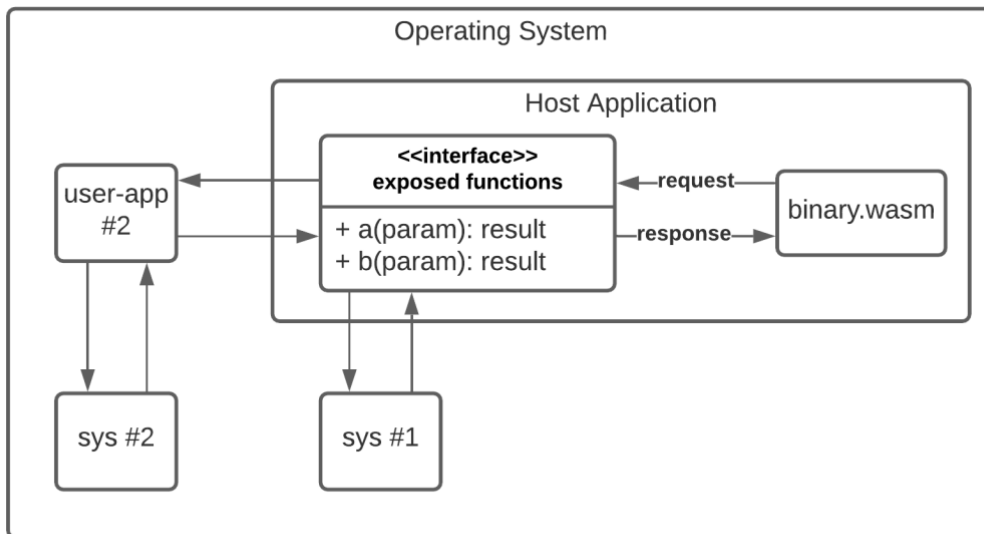 Operating System
Host Application
<<interface>>
exposed functions
+ a(param): result
+ b(param): result
user-app
#2
request
response
binary.wasm
sys #2
sys #1